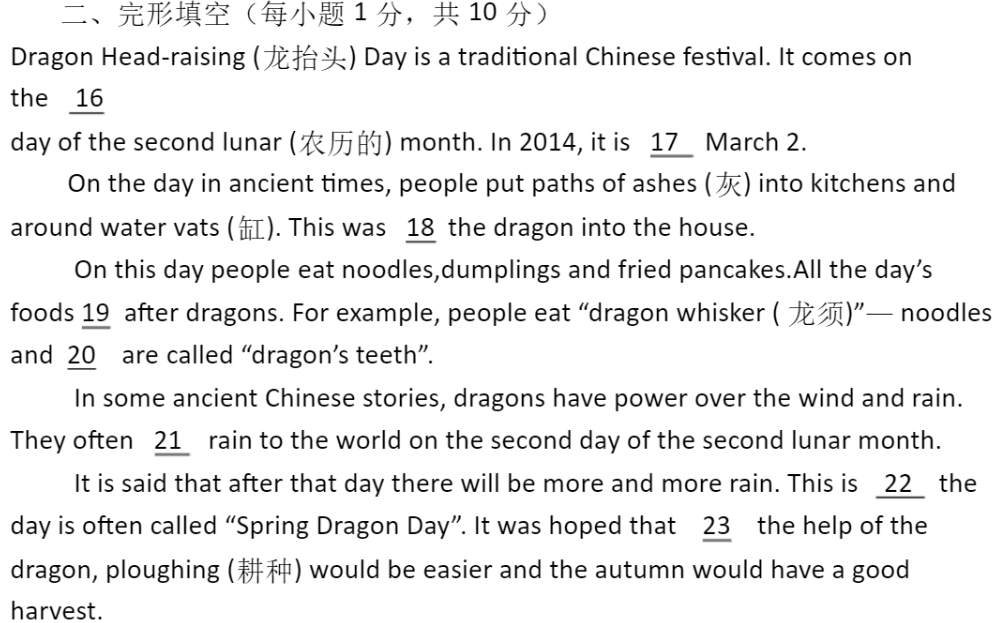 二、完形填空（每小题 1 分，共 10 分）
Dragon Head-raising (龙抬头) Day is a traditional Chinese festival. It comes on
the 16
day of the second lunar (农历的) month. In 2014, it is 17 March 2.
On the day in ancient times, people put paths of ashes (灰) into kitchens and
around water vats (缸). This was 18 the dragon into the house.
On this day people eat noodles,dumplings and fried pancakes.All the day’s
foods 19 after dragons. For example, people eat “dragon whisker ( 龙须)”— noodles
and 20 are called “dragon’s teeth”.
In some ancient Chinese stories, dragons have power over the wind and rain.
They often 21 rain to the world on the second day of the second lunar month.
It is said that after that day there will be more and more rain. This is 22 the
day is often called “Spring Dragon Day”. It was hoped that 23 the help of the
dragon, ploughing (耕种) would be easier and the autumn would have a good
harvest.